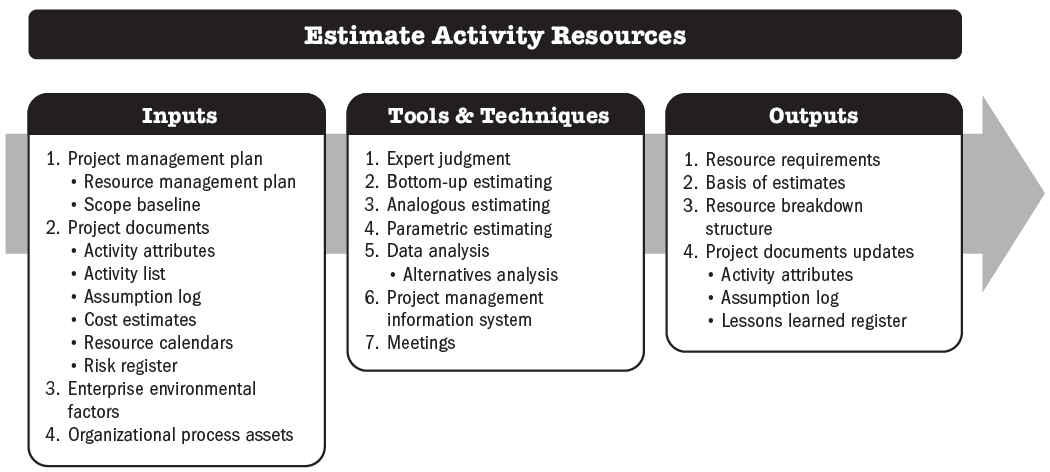 Estimate Activity Resources
Inputs
1. Project management plan
• Resource management plan
• Scope baseline
2. Project documents
• Activity attributes
• Activity list
• Assumption log
• Cost estimates
• Resource calendars
• Risk register
3. Enterprise environmental
factors
4. Organizational process assets
Tools & Techniques
1. Expert judgment
2. Bottom-up estimating
3. Analogous estimating
4. Parametric estimating
5. Data analysis
• Alternatives analysis
6. Project management
information system
7. Meetings
Outputs
1. Resource requirements
2. Basis of estimates
3. Resource breakdown
structure
4. Project documents updates
• Activity attributes
• Assumption log
• Lessons learned register